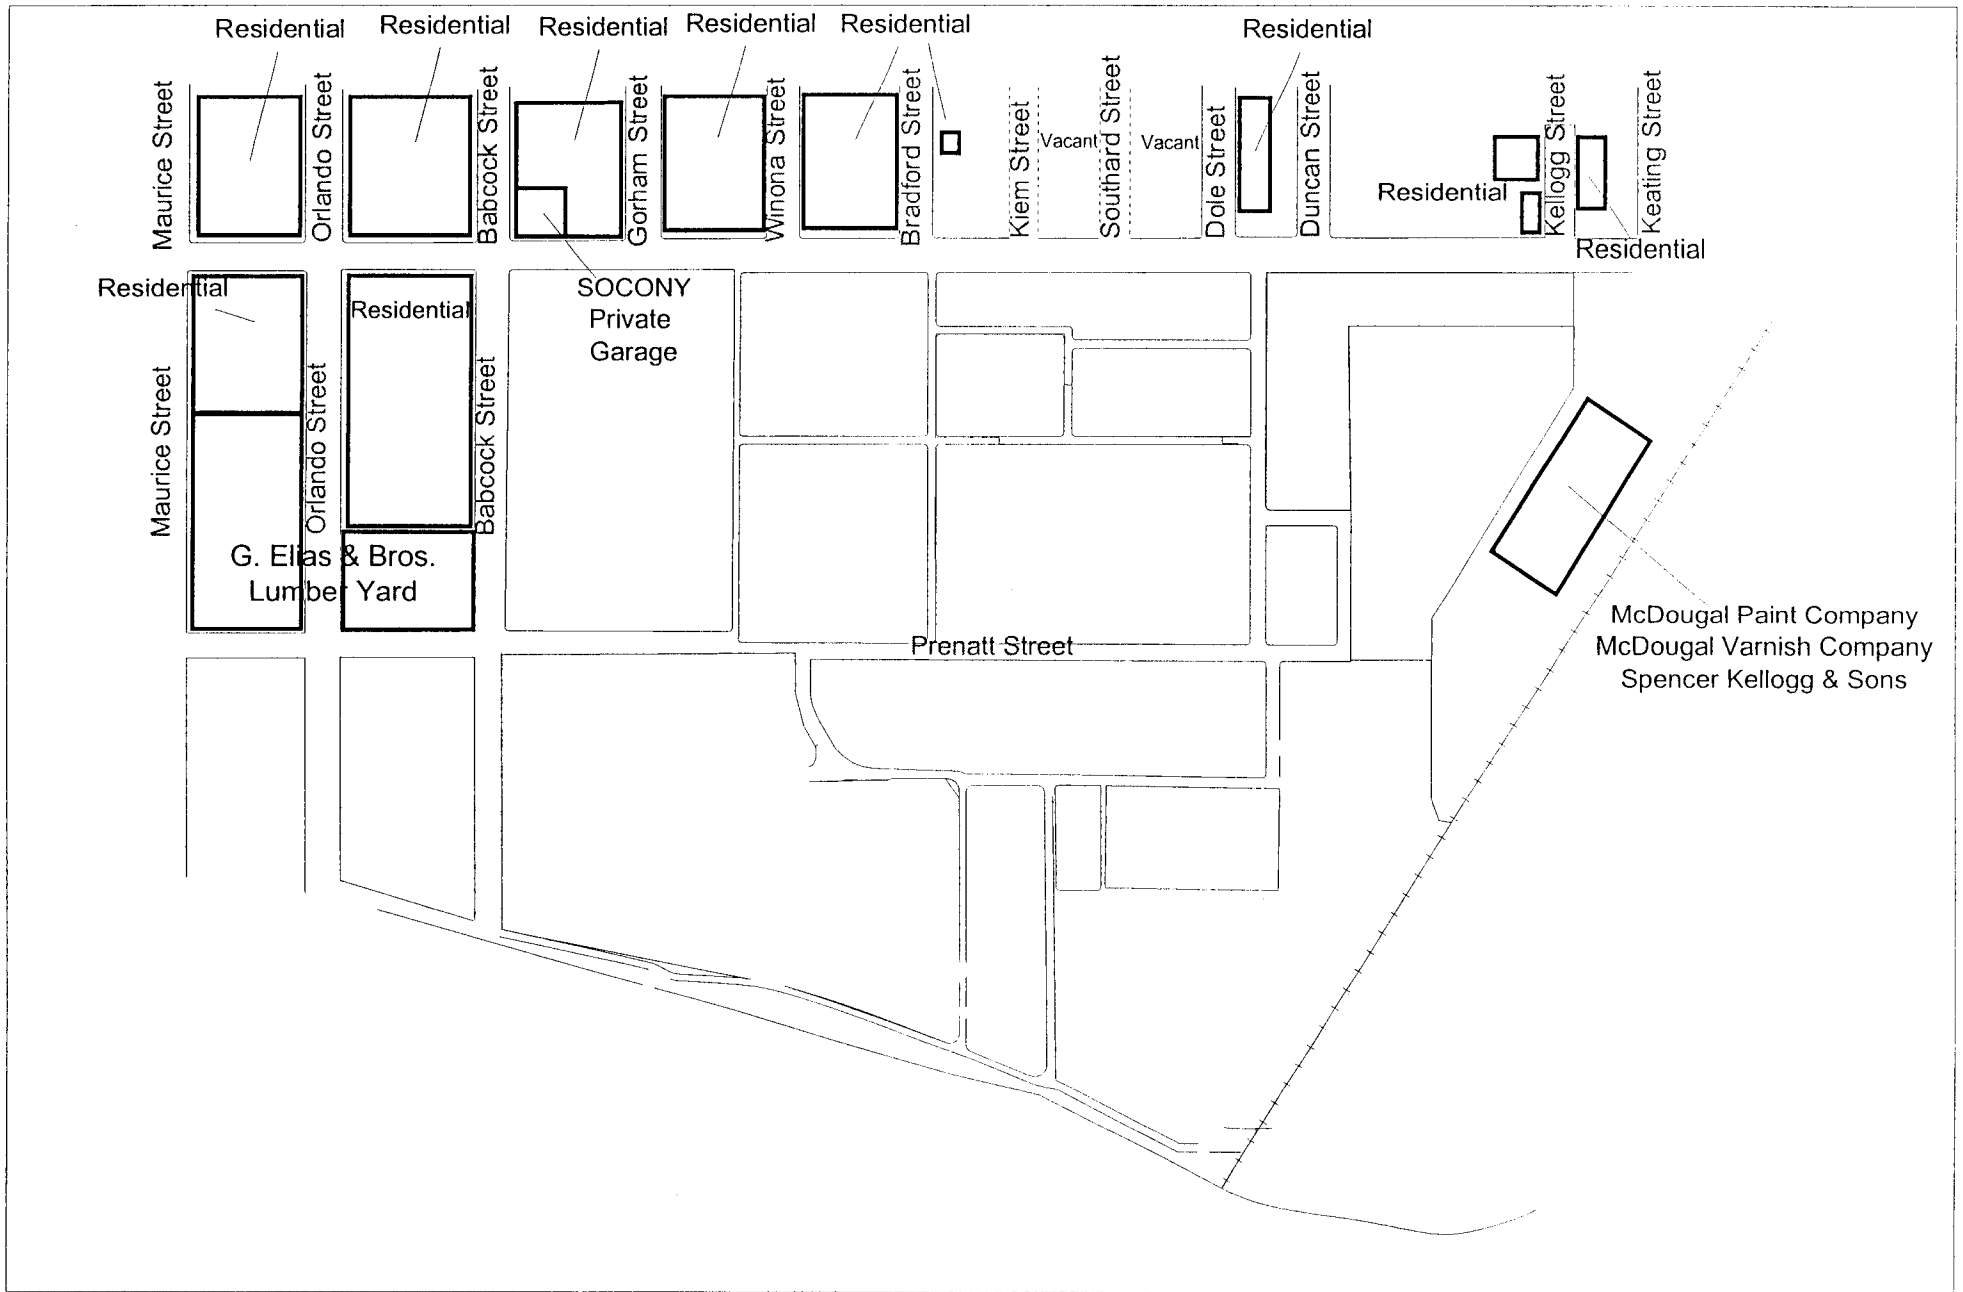 Residential
Residential
Residential
Residential
Residential
Residential
Maurice Street
Orlando Street
Babcock Street
Gorham Street
Winona Street
Bradford Street
Kiem Street
Vacant
Southard Street
Vacant
Dole Street
Duncan Street
Residential
Kellogg Street
Keating Street
Residential
Residential
Residential
SOCONY
Private
Garage
Maurice Street
Orlando Street
Babcock Street
G. Elias & Bros.
Lumber Yard
Prenatt Street
McDougal Paint Company
McDougal Varnish Company
Spencer Kellogg & Sons